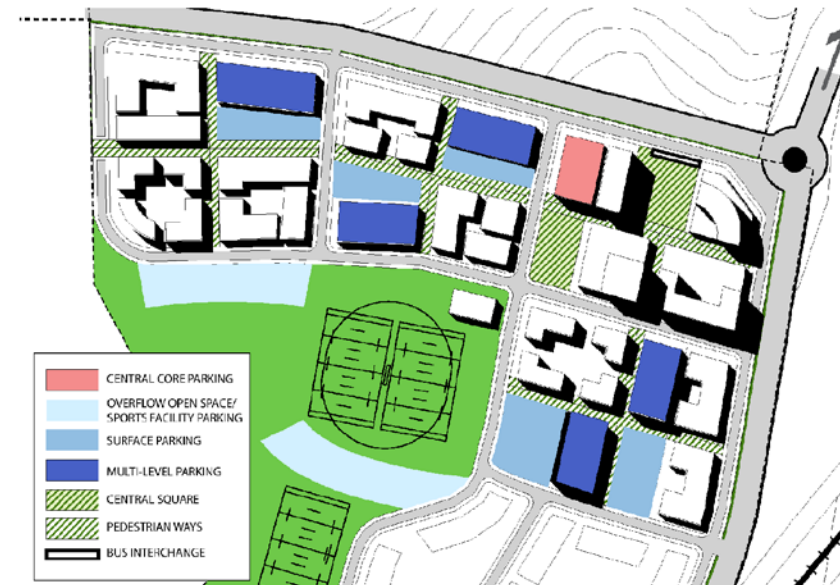 CENTRAL CORE PARKING
OVERFLOW OPEN SPACE/
SPORTS FACILITY PARKING
SURFACE PARKING
MULTI-LEVEL PARKING
CENTRAL SQUARE
PEDESTRIAN WAYS
BUS INTERCHANGE